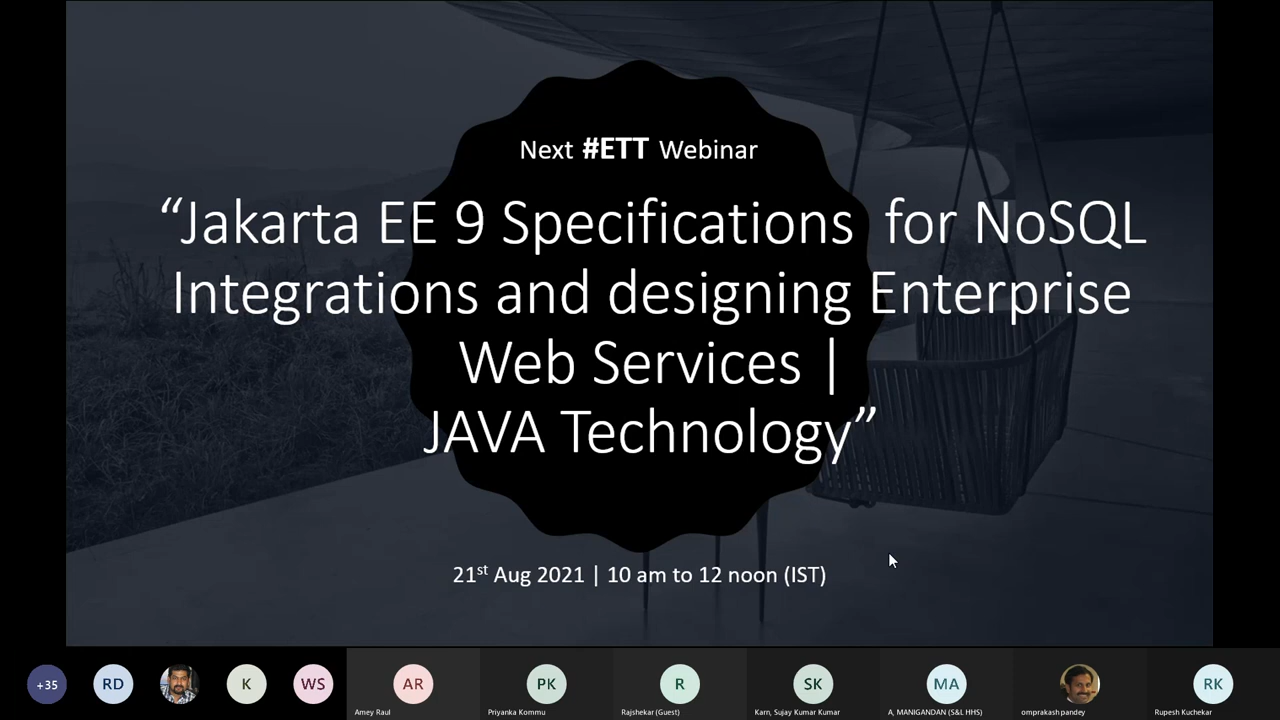 Next #ETT Webinar
“Jakarta EE 9 Specifications for NoSQL
Integrations and designing Enterprise
Web Services |
JAVA Technology”
21st Aug 2021 | 10 am to 12 noon (IST)
+35
RD
K
WS
AR
PK
R
SK
MA
RK
Amey Raul
Priyanka Kommu
Rajshekar (Guest)
Karn, Sujay Kumar Kumar
A, MANIGANDAN (S&L HHS)
omprakash pandey
Rupesh Kuchekar